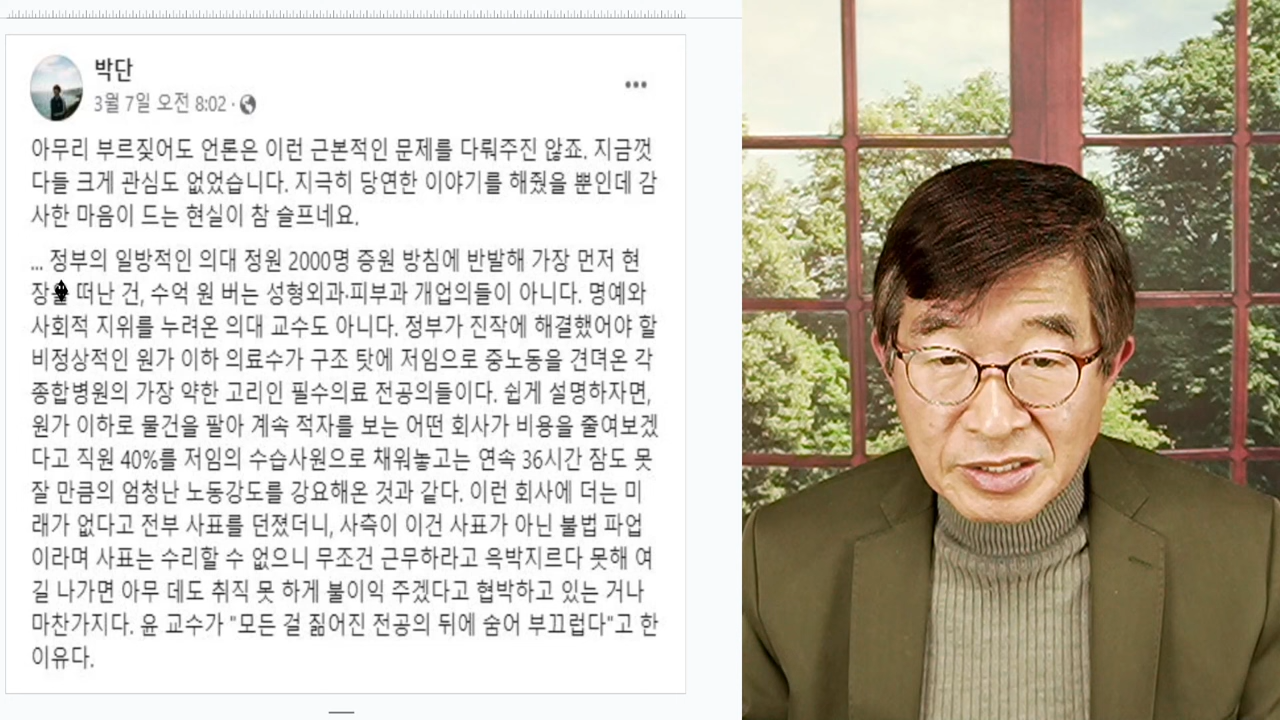 박단
3월 7일 오전 8:02 ·
아무리 부르짖어도 언론은 이런 근본적인 문제를 다뤄주진 않죠. 지금껏
다들 크게 관심도 없었습니다. 지극히 당연한 이야기를 해줬을 뿐인데 감
사한 마음이 드는 현실이 참 슬프네요.
... 정부의 일방적인 의대 정원 2000명 증원 방침에 반발해 가장 먼저 현
장을 떠난 건, 수억 원 버는 성형외과·피부과 개업의들이 아니다. 명예와
사회적 지위를 누려온 의대 교수도 아니다. 정부가 진작에 해결했어야 할
비정상적인 원가 이하 의료수가 구조 탓에 저임으로 중노동을 견뎌온 각
종합병원의 가장 약한 고리인 필수의료 전공의들이다. 쉽게 설명하자면,
원가 이하로 물건을 팔아 계속 적자를 보는 어떤 회사가 비용을 줄여보겠
다고 직원 40%를 저임의 수습사원으로 채워놓고는 연속 36시간 잠도 못
잘 만큼의 엄청난 노동강도를 강요해온 것과 같다. 이런 회사에 더는 미
래가 없다고 전부 사표를 던졌더니, 사측이 이건 사표가 아닌 불법 파업
이라며 사표는 수리할 수 없으니 무조건 근무하라고 윽박지르다 못해 여
길 나가면 아무 데도 취직 못 하게 불이익 주겠다고 협박하고 있는 거나
마찬가지다. 윤 교수가 "모든 걸 짊어진 전공의 뒤에 숨어 부끄럽다"고 한
이유다.